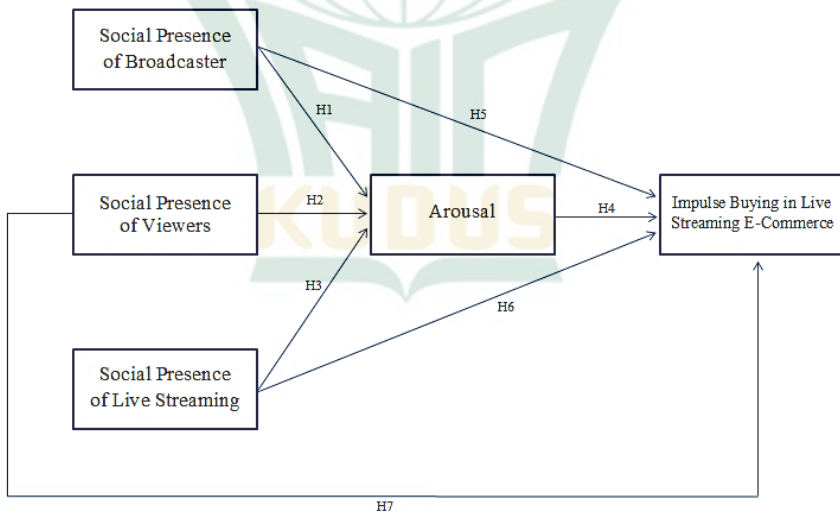 Social Presence
of Broadcaster
H1
H5
Social Presence
of Viewers
H2
Arousal
H4
Impulse Buying in Live
Streaming E-Commerce
KUDUS
H3
H6
Social Presence
of Live Streaming
H7